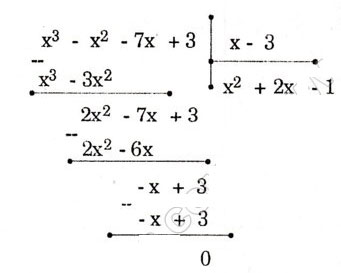 x³ - x² - 7x + 3 x - 3
-- x³ - 3x² x² + 2x - 1
2x² - 7x + 3
-- 2x² - 6x
- x + 3
-- - x + 3
0